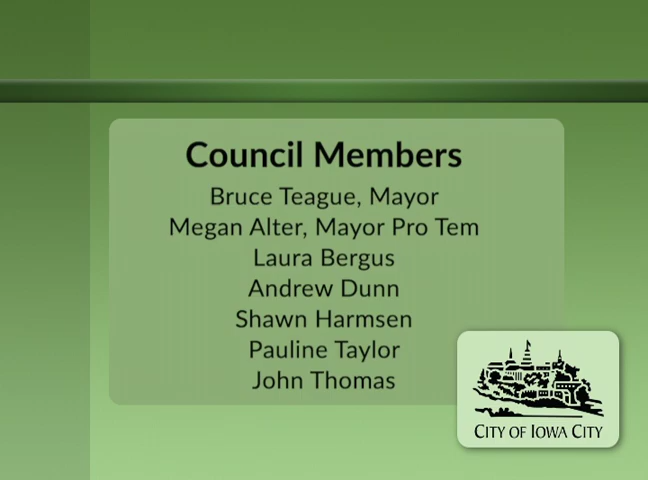 Council Members
Bruce Teague, Mayor
Megan Alter, Mayor Pro Tem
Laura Bergus
Andrew Dunn
Shawn Harmsen
Pauline Taylor
John Thomas
CITY OF IOWA CITY